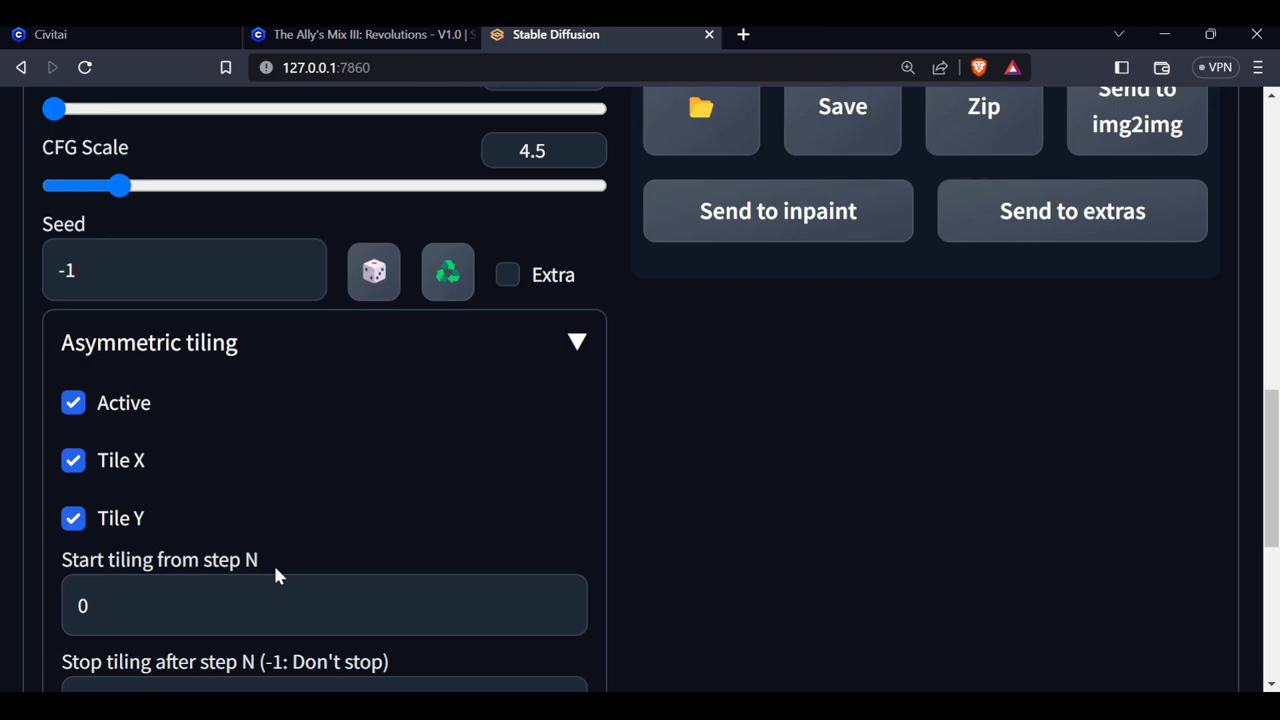 Civitai
The Ally's Mix III: Revolutions - V1.0 | S
Stable Diffusion
127.0.0.1:7860
VPN
CFG Scale
4.5
Seed
-1
Extra
Asymmetric tiling
Active
Tile X
Tile Y
Start tiling from step N
0
Stop tiling after step N (-1: Don't stop)
Save
Zip
Send to
img2img
Send to inpaint
Send to extras